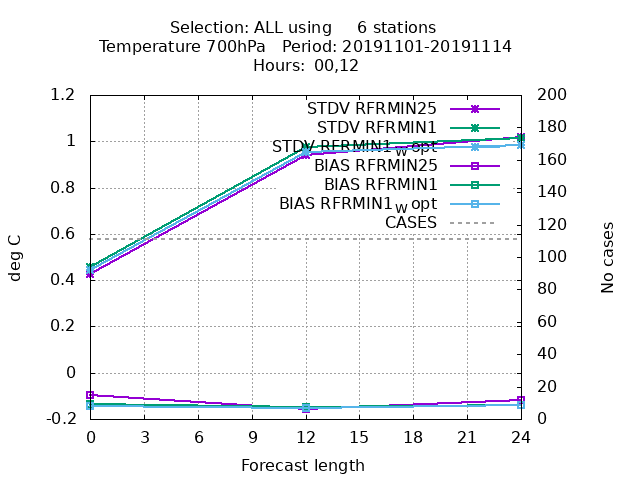 Selection: ALL using     6 stations
Temperature 700hPa   Period: 20191101-20191114
Hours:  00,12
1.2
1
0.8
0.6
0.4
0.2
0
-0.2
deg C
STDV RFRMIN25
STDV RFRMIN1
STDV RFRMIN1_w opt
BIAS RFRMIN25
BIAS RFRMIN1
BIAS RFRMIN1_w opt
CASES
200
180
160
140
120
100
80
60
40
20
0
No cases
0 3 6 9 12 15 18 21 24
Forecast length